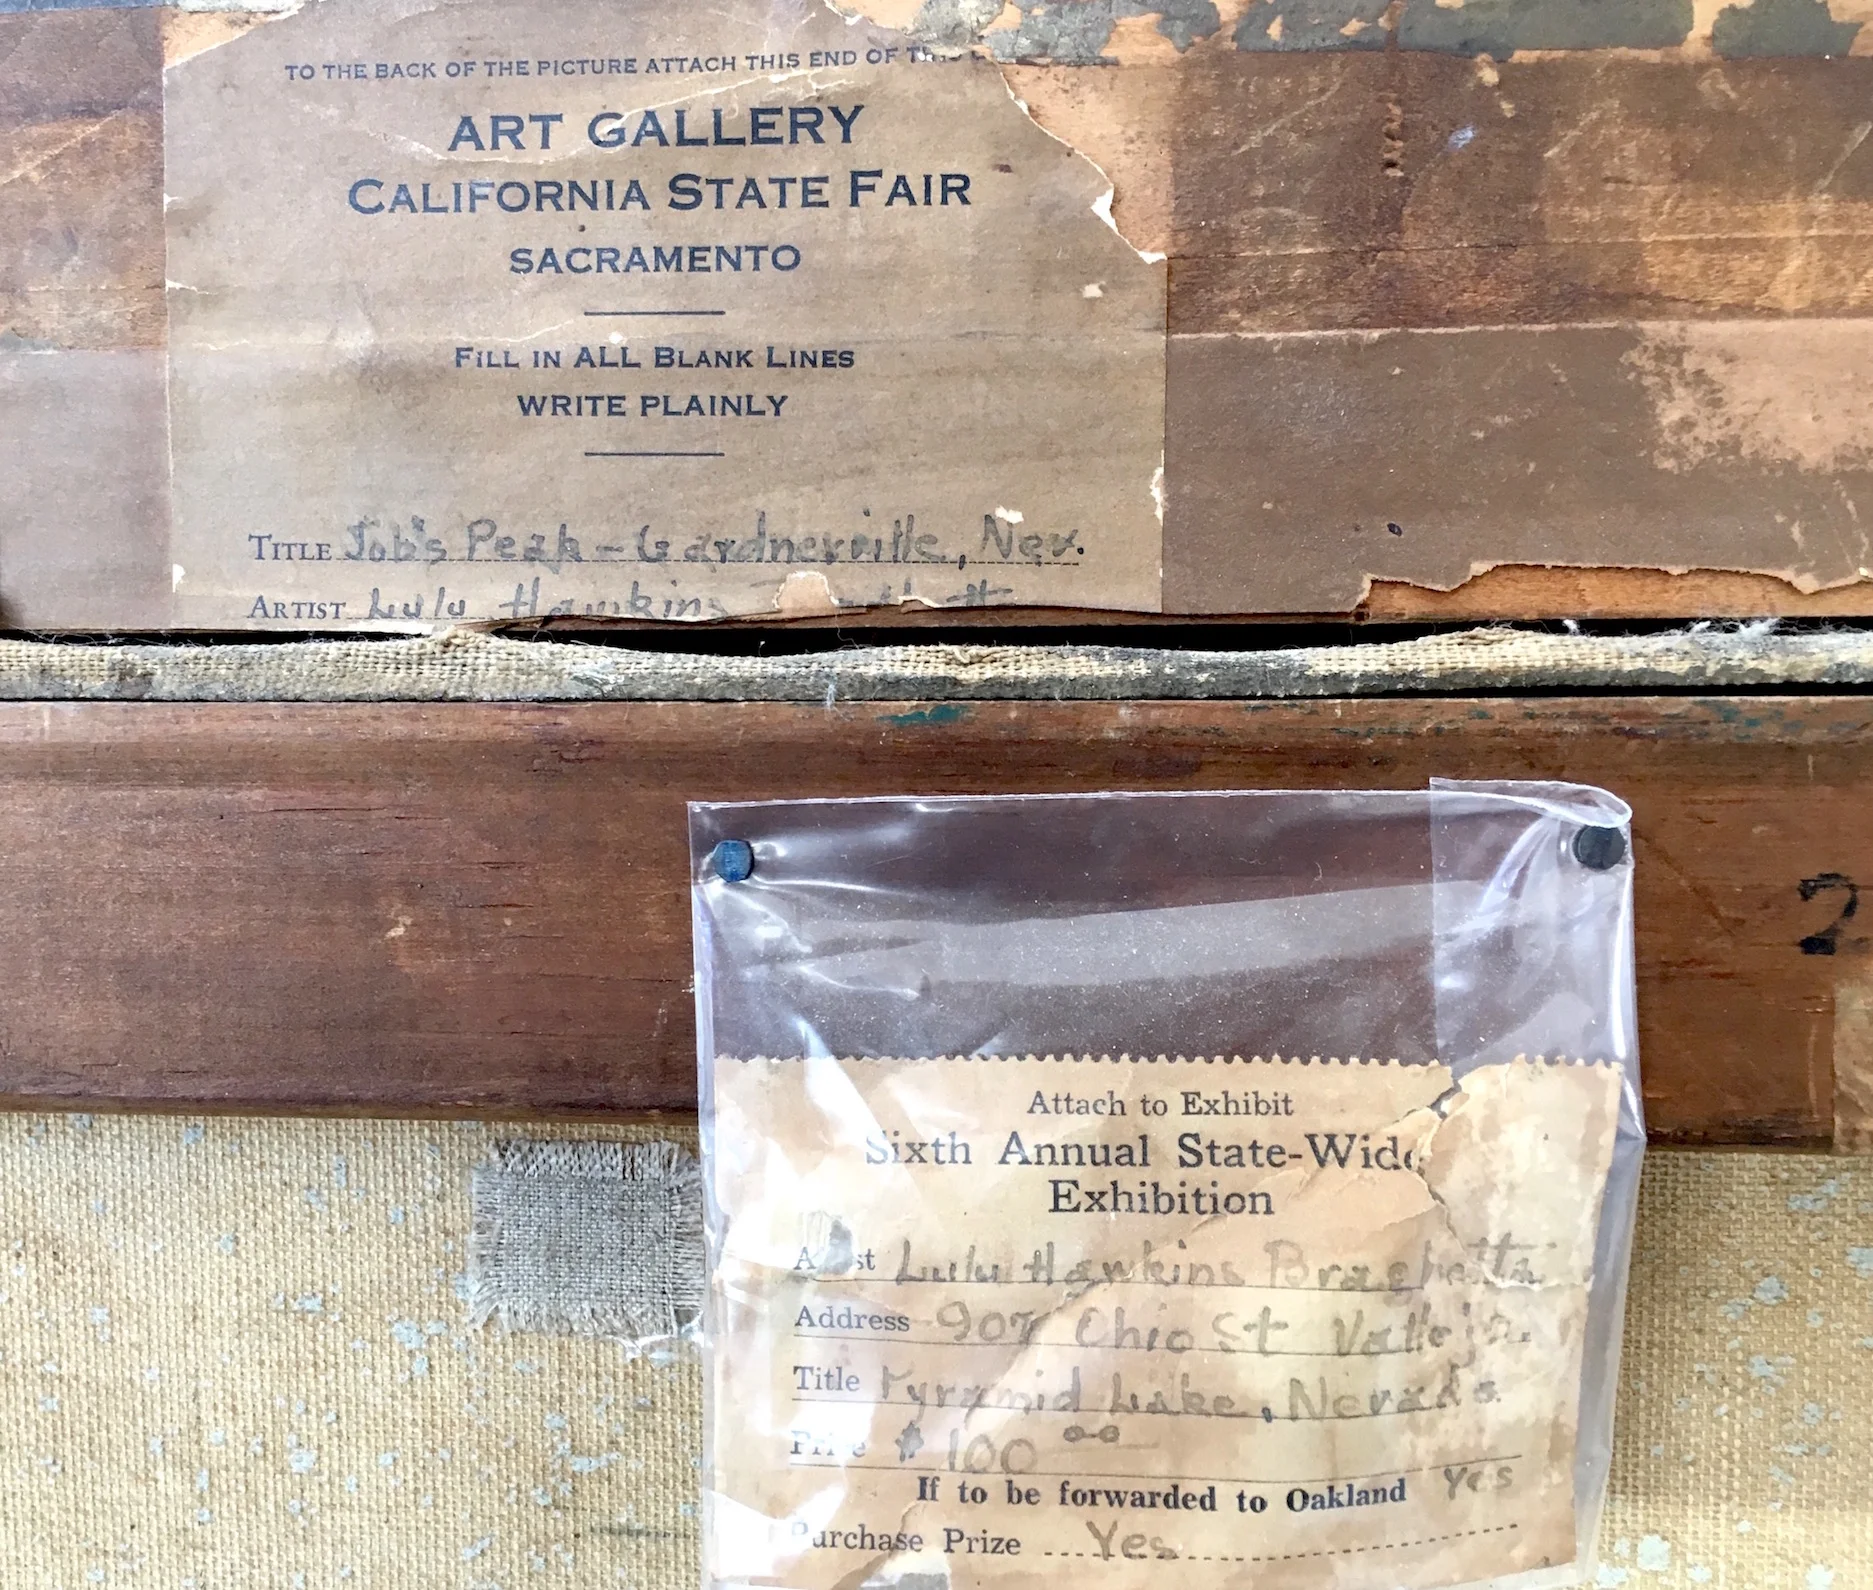 TO THE BACK OF THE PICTURE ATTACH THIS END OF
ART GALLERY
CALIFORNIA STATE FAIR
SACRAMENTO
FILL IN ALL BLANK LINES
WRITE PLAINLY
TITLE Job's Peak - Gardnerville, Nev.
ARTIST Lulu Hawkins
2
Attach to Exhibit
Sixth Annual State-Wide
Exhibition
Artist Lulu Hawkins Braghetta
Address 907 Ohio St Vallejo
Title Pyramid Lake, Nevada
Price $100 00
If to be forwarded to Oakland Yes
Purchase Prize Yes